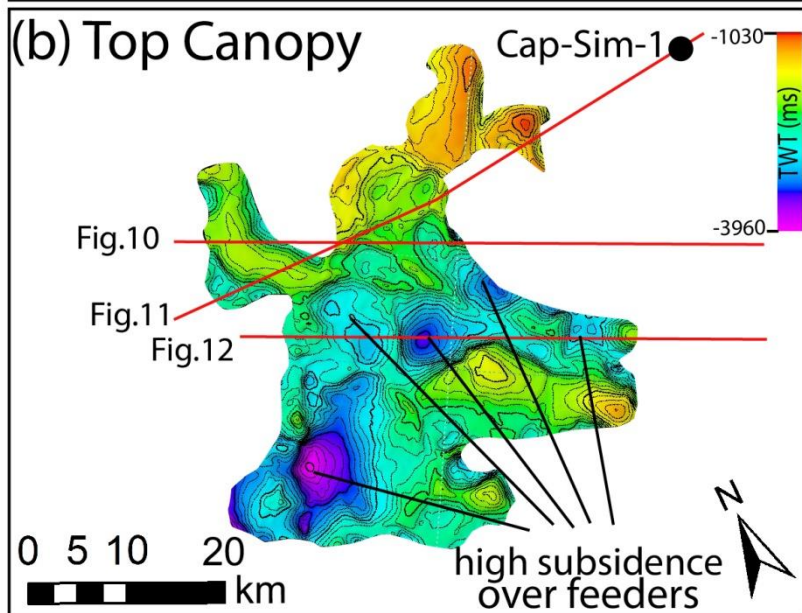 (b) Top Canopy
Cap-Sim-1
-1030
TWT (ms)
-3960
Fig.10
Fig.11
Fig.12
N
0 5 10 20
km
high subsidence
over feeders